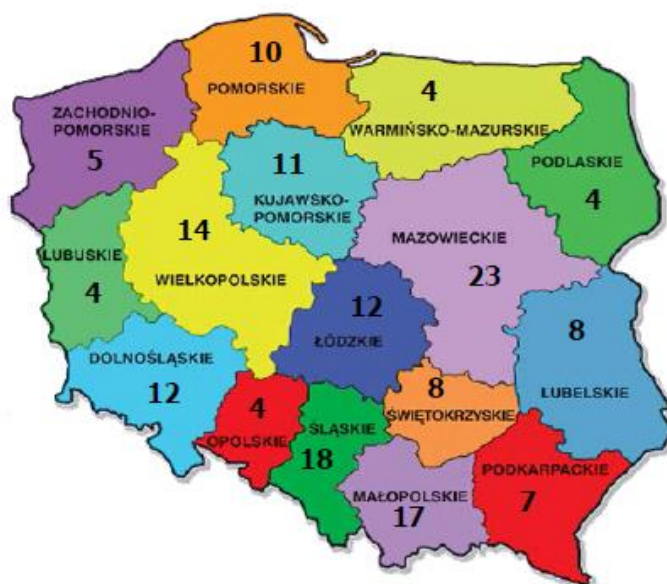 10
POMORSKIE
4
WARMIŃSKO-MAZURSKIE
ZACHODNIO-
POMORSKIE
5
11
KUJAWSKO-
POMORSKIE
PODLASKIE
4
14
WIELKOPOLSKIE
MAZOWIECKIE
23
LUBUSKIE
4
12
ŁÓDZKIE
8
ŁUBELSKIE
DOLNOŚLĄSKIE
12
4
OPOLSKIE
ŚLĄSKIE
18
8
ŚWIĘTOKRZYSKIE
MAŁOPOLSKIE
17
PODKARPACKIE
7